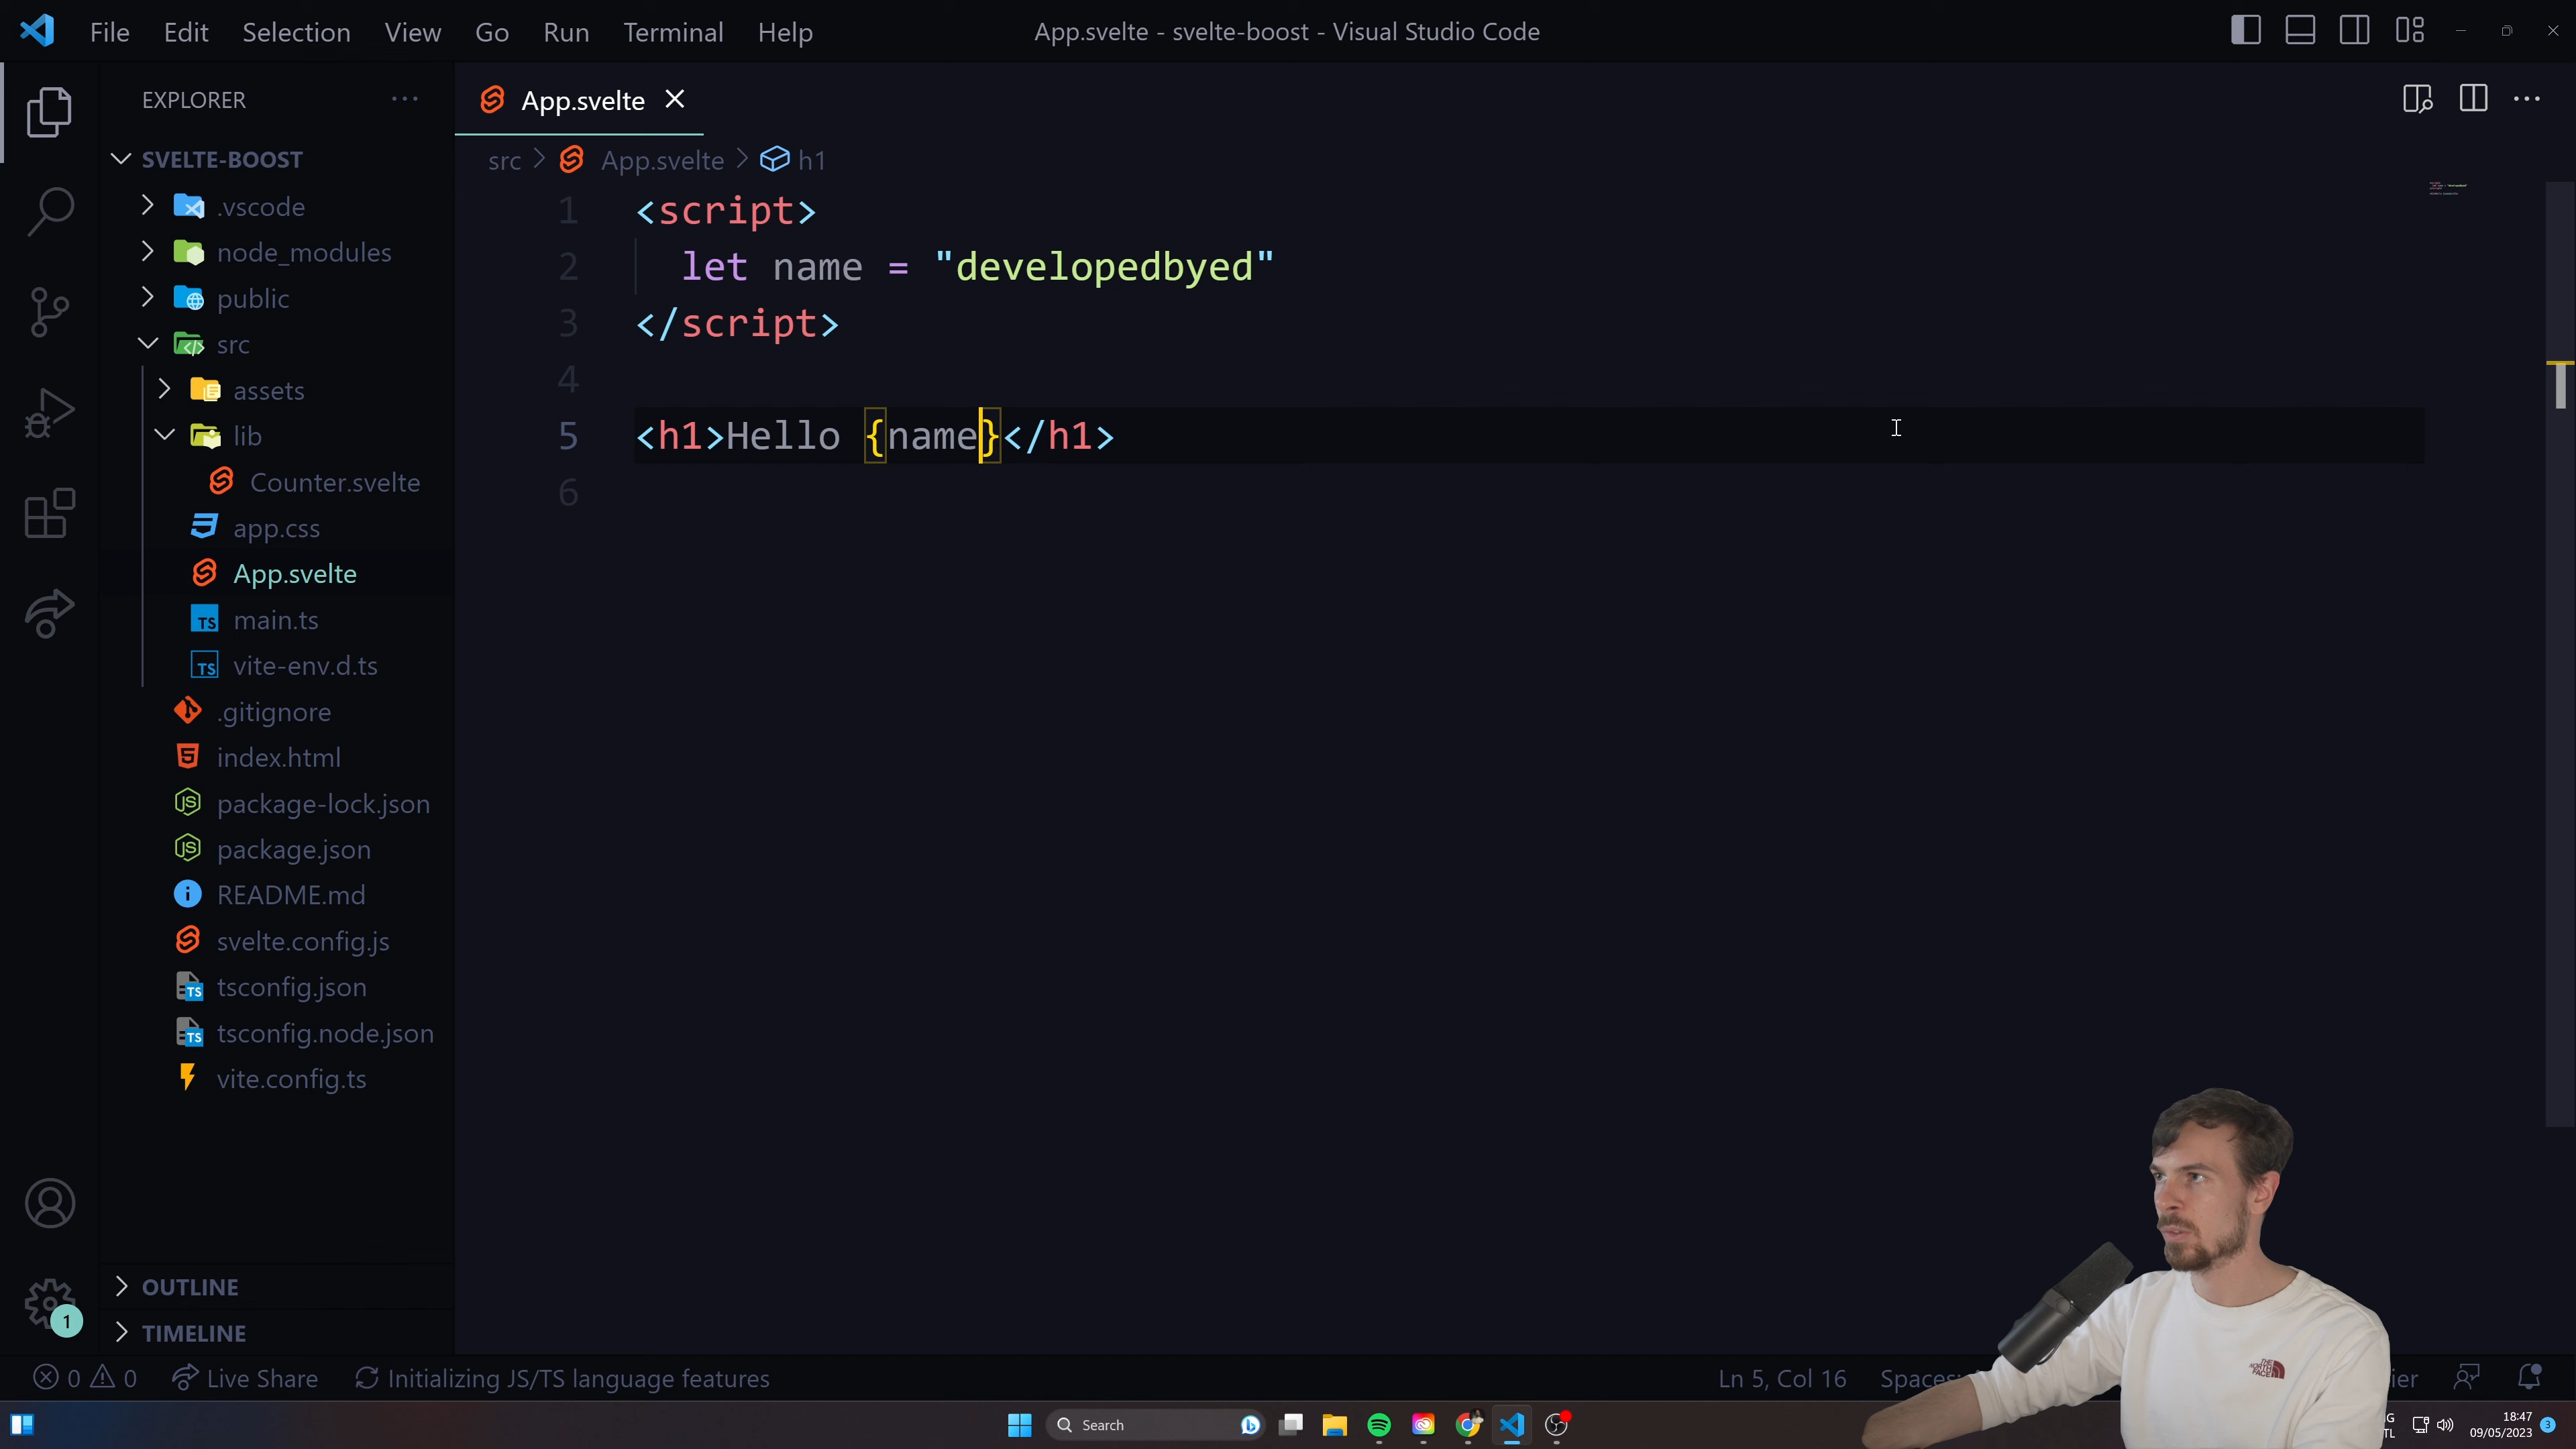 File Edit Selection View Go Run Terminal Help
App.svelte - svelte-boost - Visual Studio Code
EXPLORER
App.svelte
SVELTE-BOOST
.vscode
node_modules
public
src
assets
lib
Counter.svelte
app.css
App.svelte
main.ts
vite-env.d.ts
.gitignore
index.html
package-lock.json
package.json
README.md
svelte.config.js
tsconfig.json
tsconfig.node.json
vite.config.ts
OUTLINE
TIMELINE
src > App.svelte > h1
1 <script>
2 let name = "developedbyed"
3 </script>
4
5 <h1>Hello {name}</h1>
6
1
0 0 Live Share Initializing JS/TS language features
Ln 5, Col 16
THE NORTH FACE
Search
18:47
09/05/2023
3